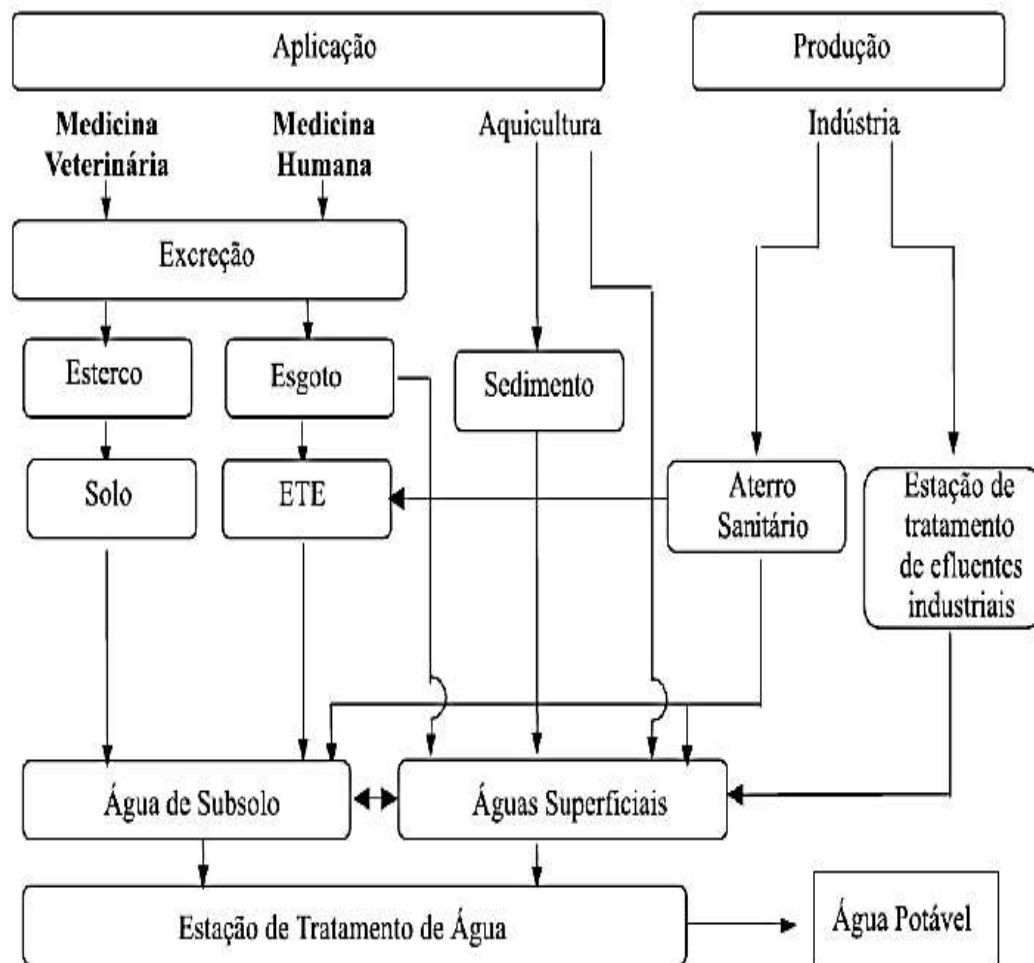 Aplicação
Produção
Medicina
Veterinária
Medicina
Humana
Aquicultura
Indústria
Excreção
Esterco
Esgoto
Sedimento
Solo
ETE
Aterro
Sanitário
Estação de
tratamento
de efluentes
industriais
Água de Subsolo
Águas Superficiais
Estação de Tratamento de Água
Água Potável